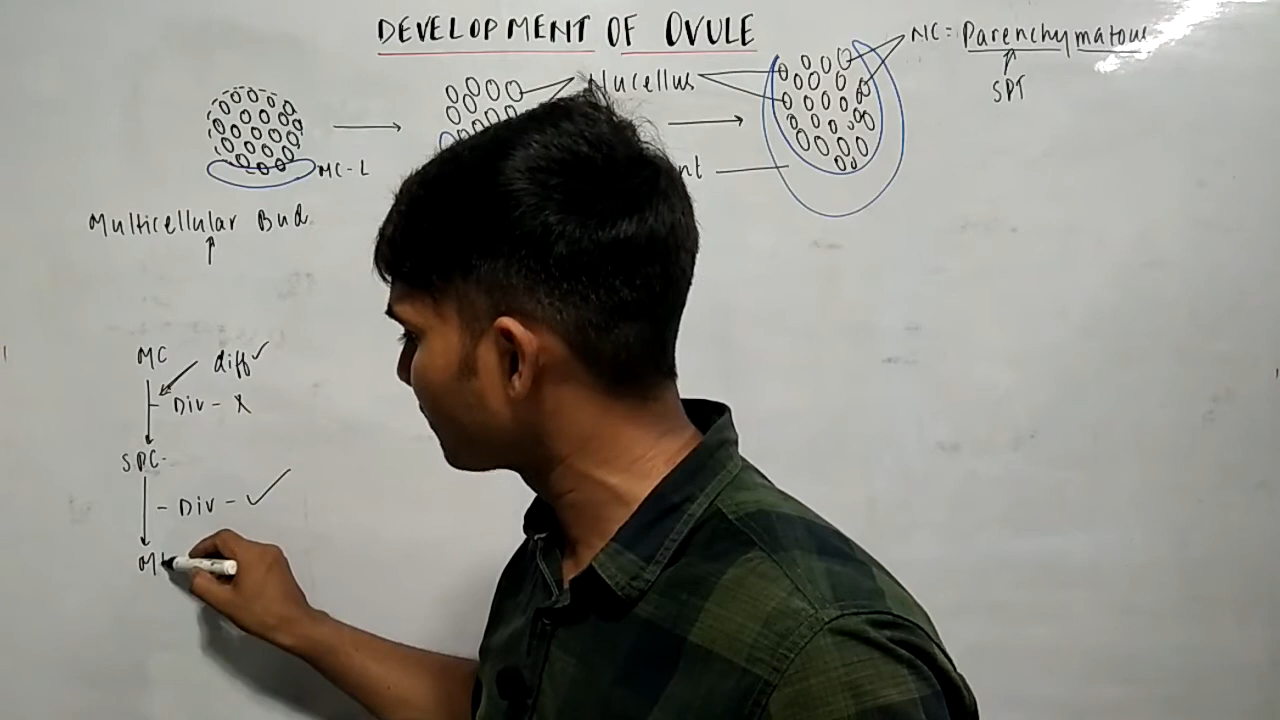 DEVELOPMENT OF OVULE
NC = Parenchymatous
SPT
Nucellus
MC-L
Multicellular Bud
MC
diff ✓
Div - X
SPC-
- Div - ✓